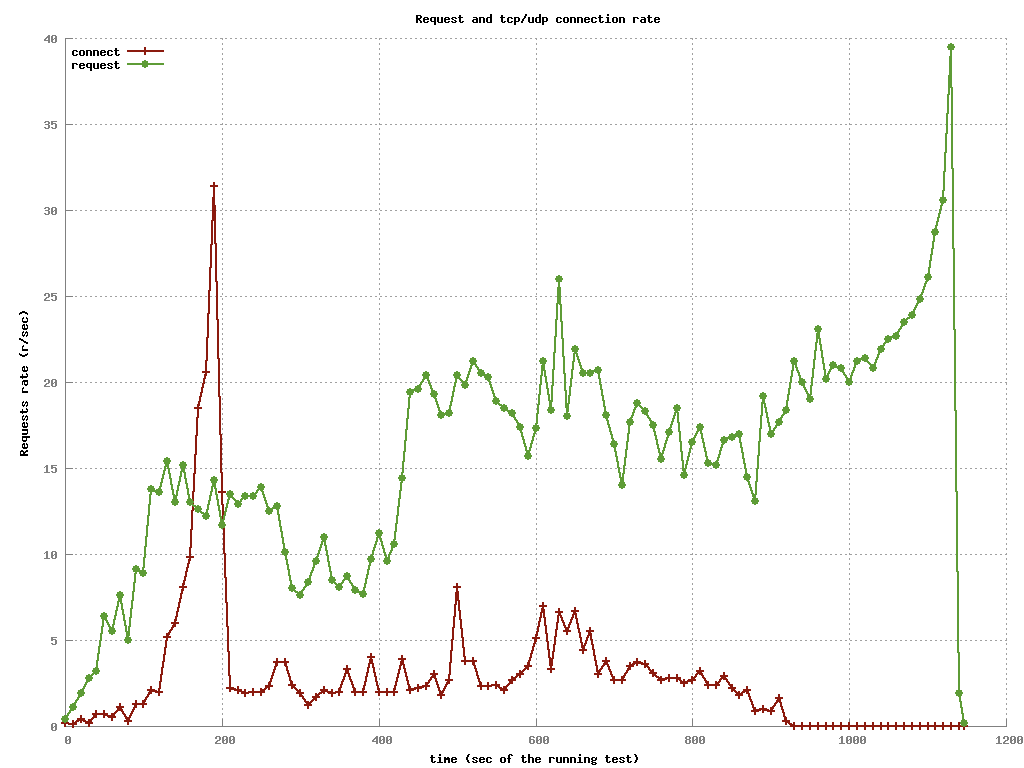 Request and tcp/udp connection rate
connect
request
40
35
30
25
20
15
10
5
0
Requests rate (r/sec)
0 200 400 600 800 1000 1200
time (sec of the running test)